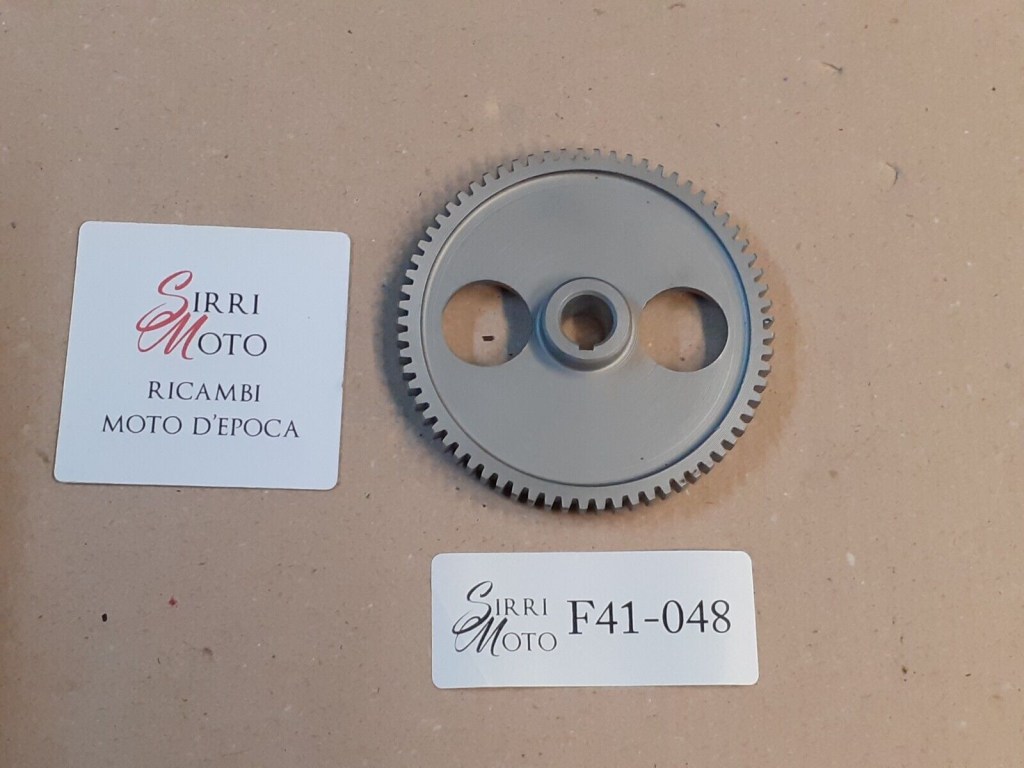 SIRRI
MOTO
RICAMBI
MOTO D'EPOCA
SIRRI
MOTO
F41-048